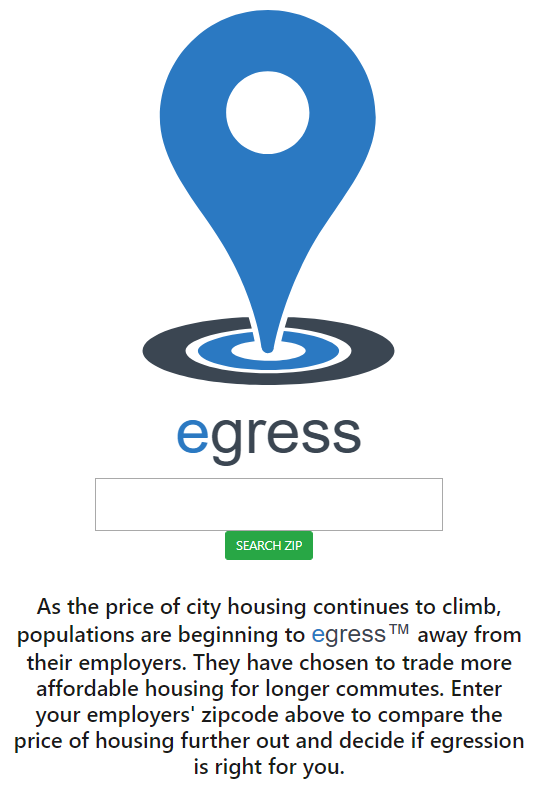 egress
SEARCH ZIP
As the price of city housing continues to climb,
populations are beginning to egress™ away from
their employers. They have chosen to trade more
affordable housing for longer commutes. Enter
your employers' zipcode above to compare the
price of housing further out and decide if egression
is right for you.